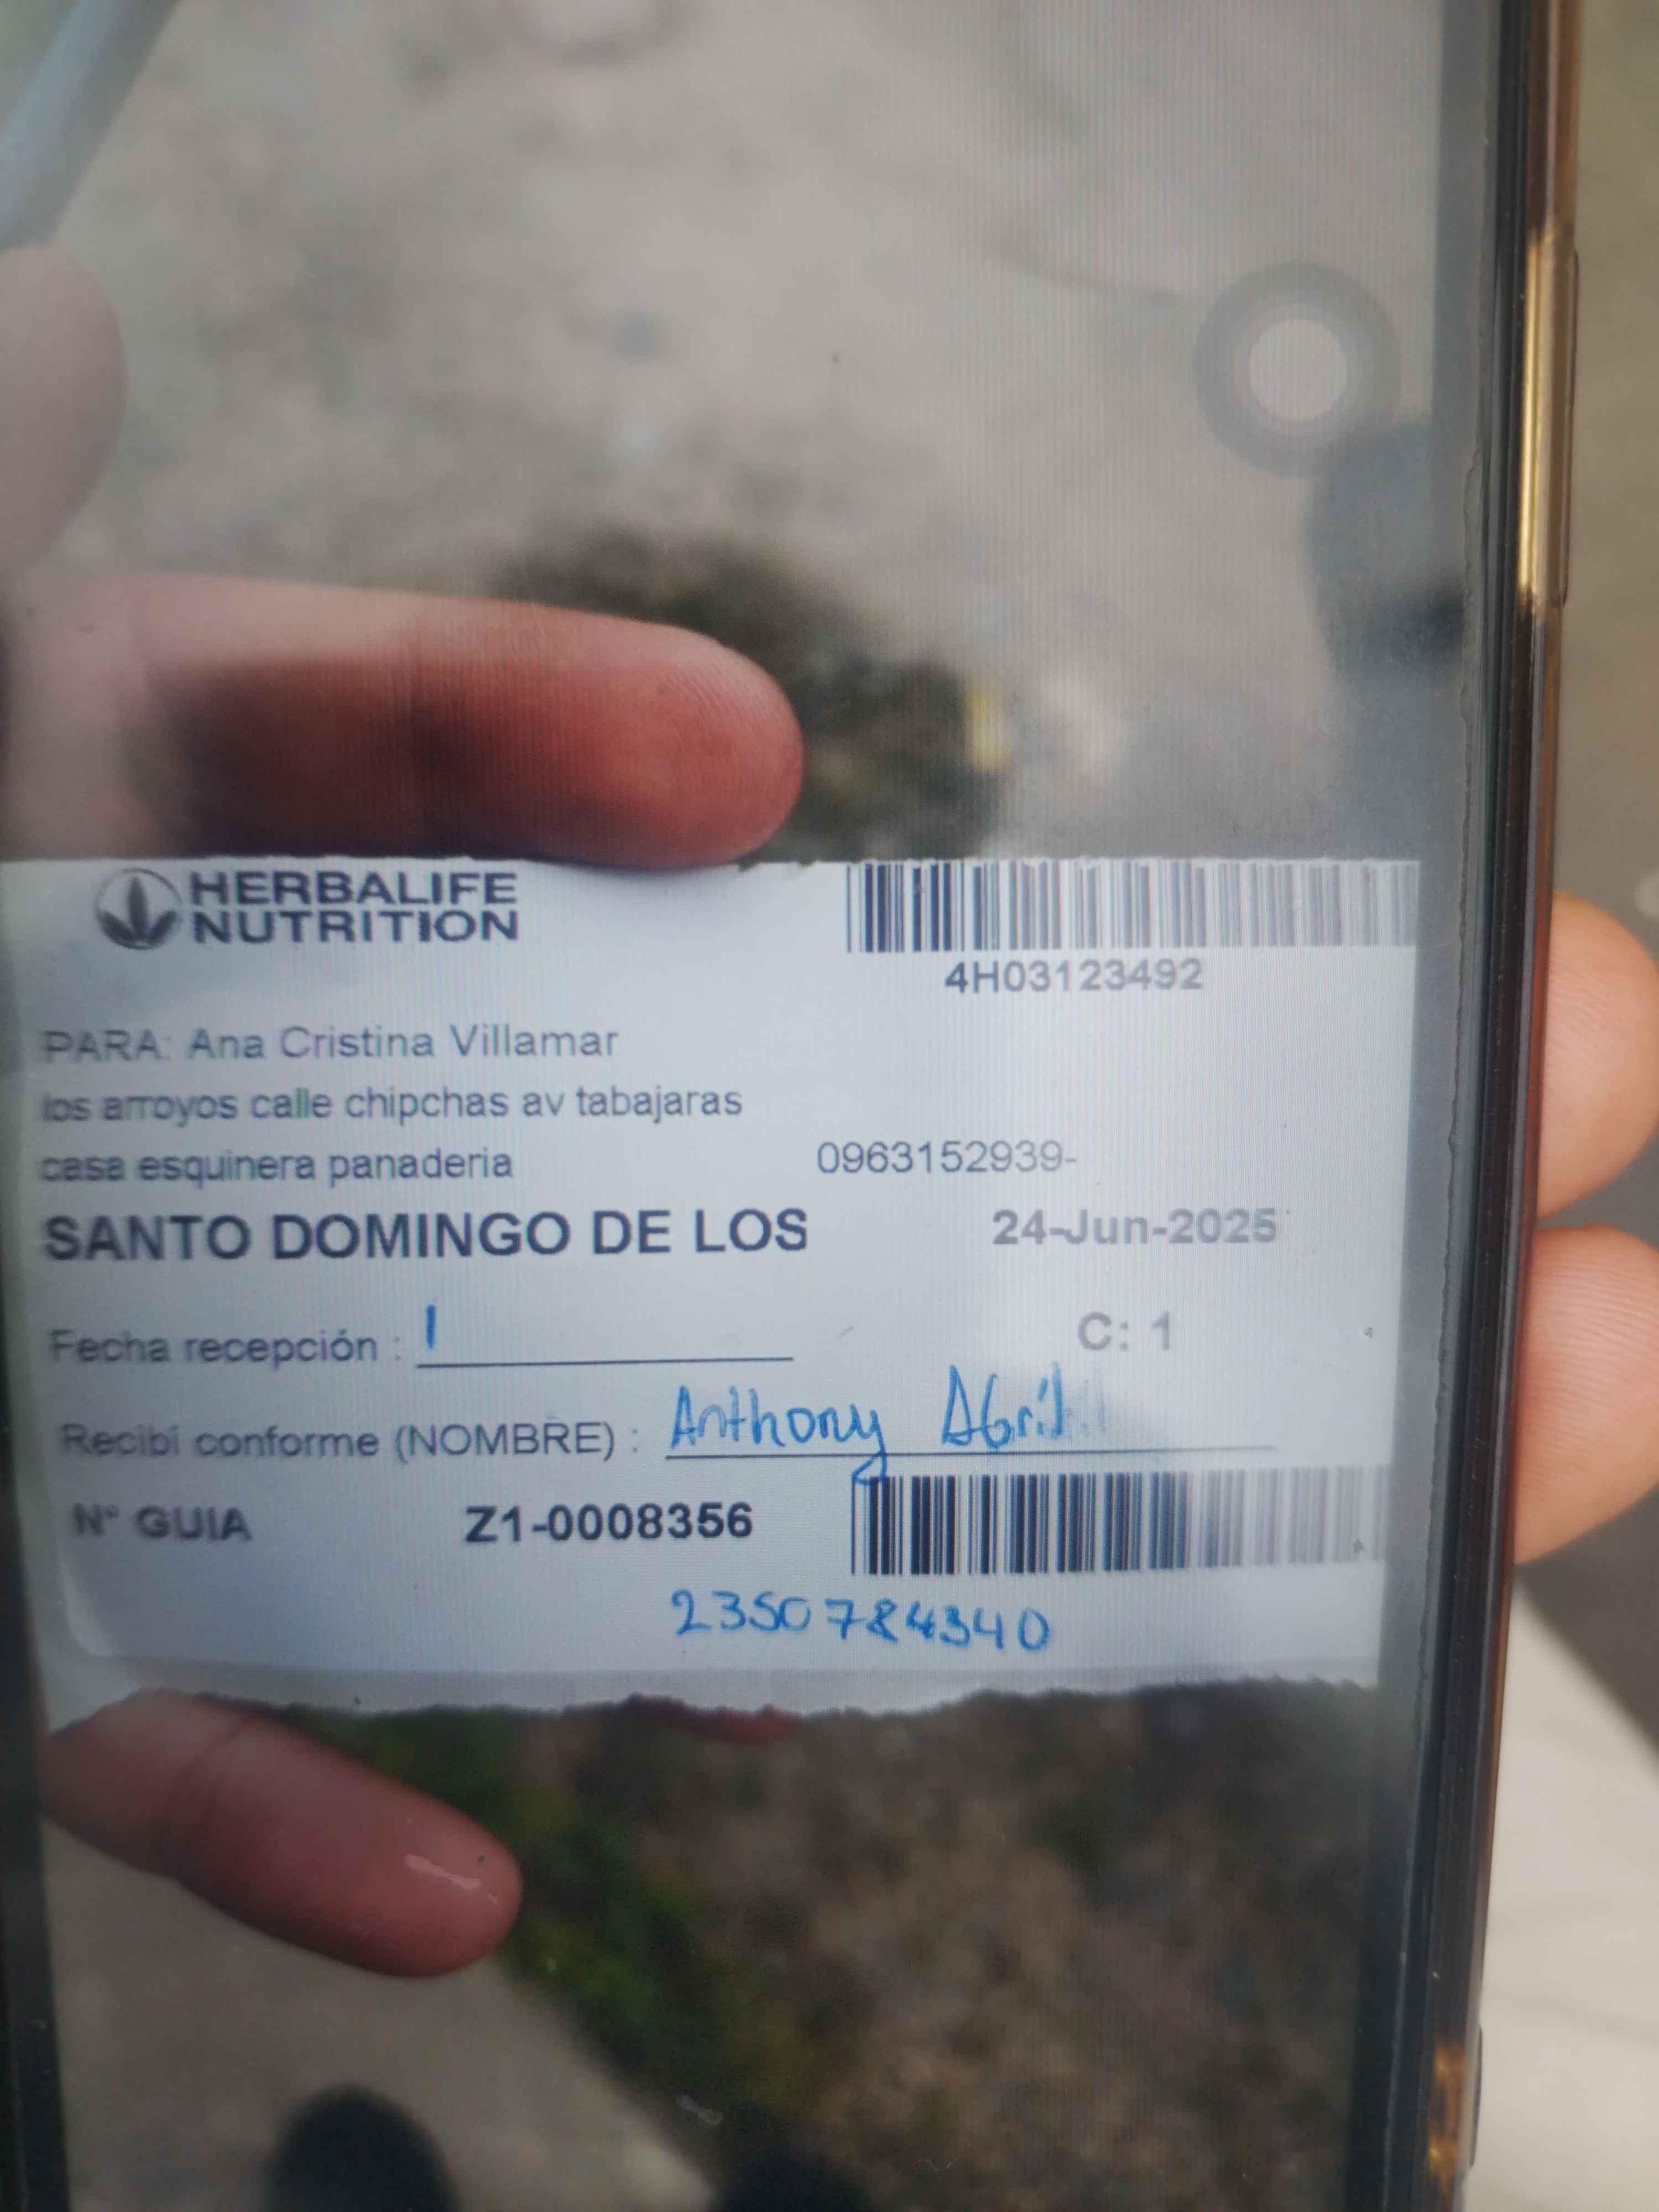 HERBALIFE
NUTRITION
4H03123492
PARA: Ana Cristina Villamar
los arroyos calle chipchas av tabajaras
casa esquinera panaderia 0963152939-
SANTO DOMINGO DE LOS 24-Jun-2025
Fecha recepción : C: 1
Recibí conforme (NOMBRE) : Anthony Abril
N° GUIA Z1-0008356
2350784340